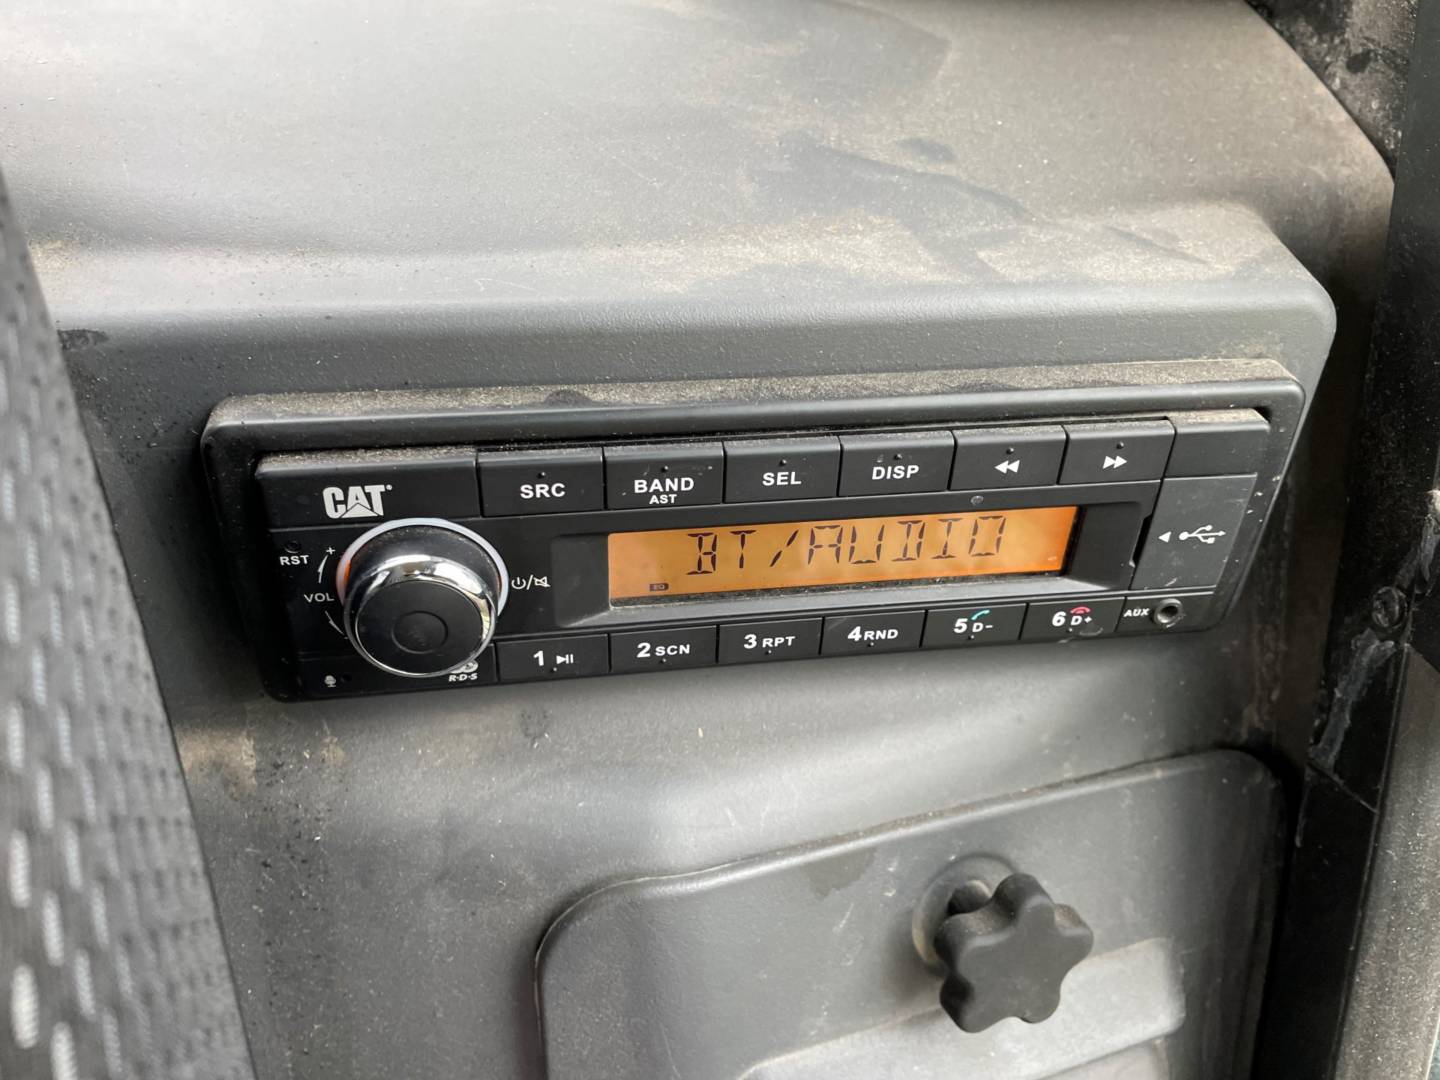 CAT
SRC
BAND
AST
SEL
DISP
RST
+
VOL
-
BT/AUDIO
EQ
R·D·S
1
2 SCN
3 RPT
4 RND
5 D-
6 D+
AUX